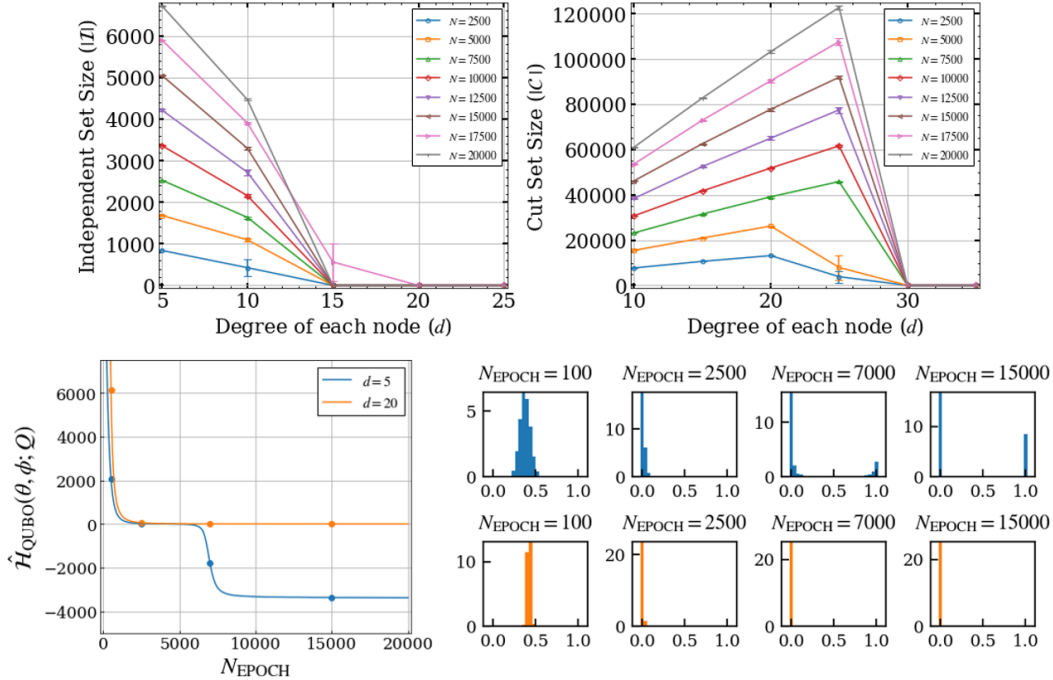 Independent Set Size (|ℐ|)
6000
5000
4000
3000
2000
1000
0
5
10
15
20
25
Degree of each node (d)
N = 2500
N = 5000
N = 7500
N = 10000
N = 12500
N = 15000
N = 17500
N = 20000
Cut Set Size (|𝒞|)
120000
100000
80000
60000
40000
20000
0
10
20
30
Degree of each node (d)
N = 2500
N = 5000
N = 7500
N = 10000
N = 12500
N = 15000
N = 17500
N = 20000
Ĥ_QUBO(θ, ϕ; Q)
6000
4000
2000
0
−2000
−4000
0
5000
10000
15000
20000
N_EPOCH
d = 5
d = 20
N_EPOCH = 100
5
0
0.0 0.5 1.0
N_EPOCH = 2500
10
0
0.0 0.5 1.0
N_EPOCH = 7000
10
0
0.0 0.5 1.0
N_EPOCH = 15000
10
0
0.0 0.5 1.0
N_EPOCH = 100
10
0
0.0 0.5 1.0
N_EPOCH = 2500
20
0
0.0 0.5 1.0
N_EPOCH = 7000
20
0
0.0 0.5 1.0
N_EPOCH = 15000
20
0
0.0 0.5 1.0